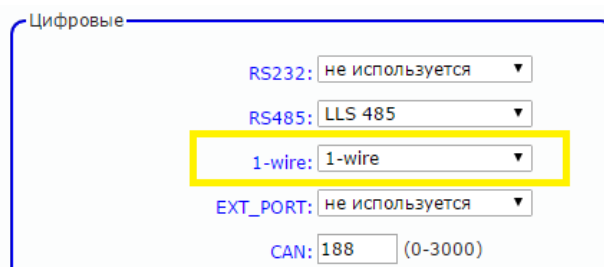 Цифровые
RS232: не используется
RS485: LLS 485
1-wire: 1-wire
EXT_PORT: не используется
CAN: 188 (0-3000)